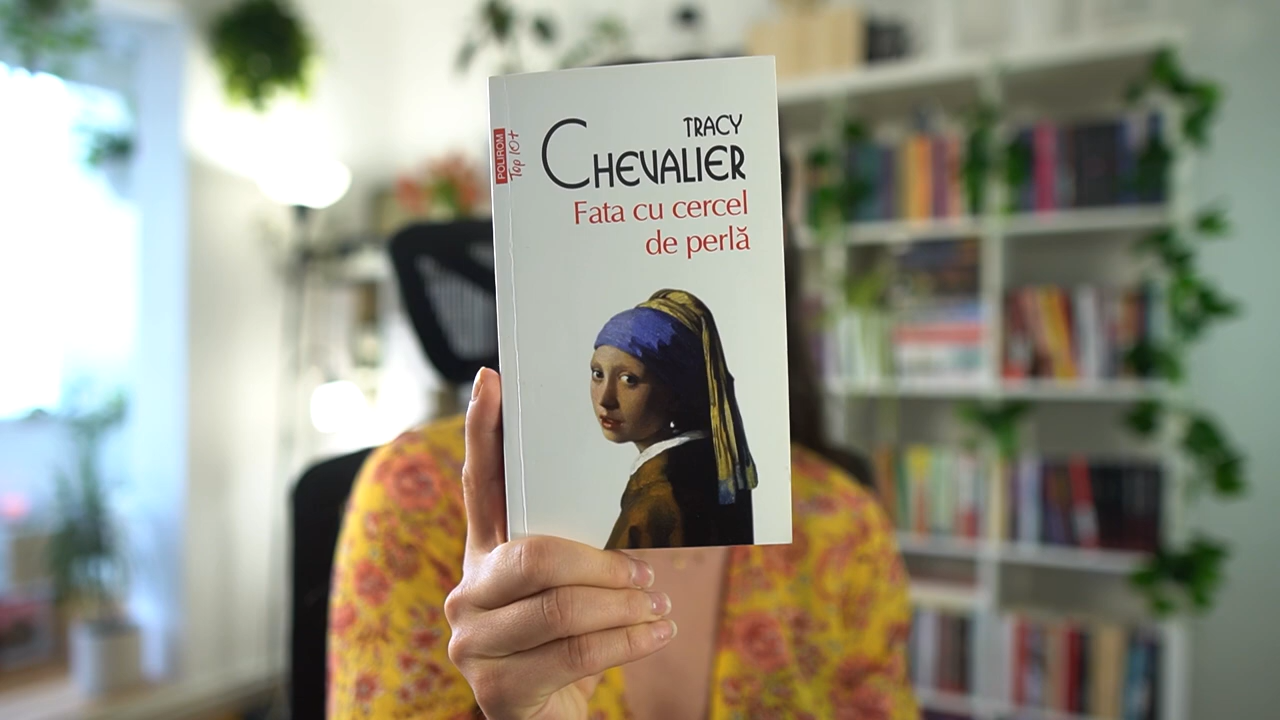 POLIROM
Top 10+
TRACY
CHEVALIER
Fata cu cercel
de perlă